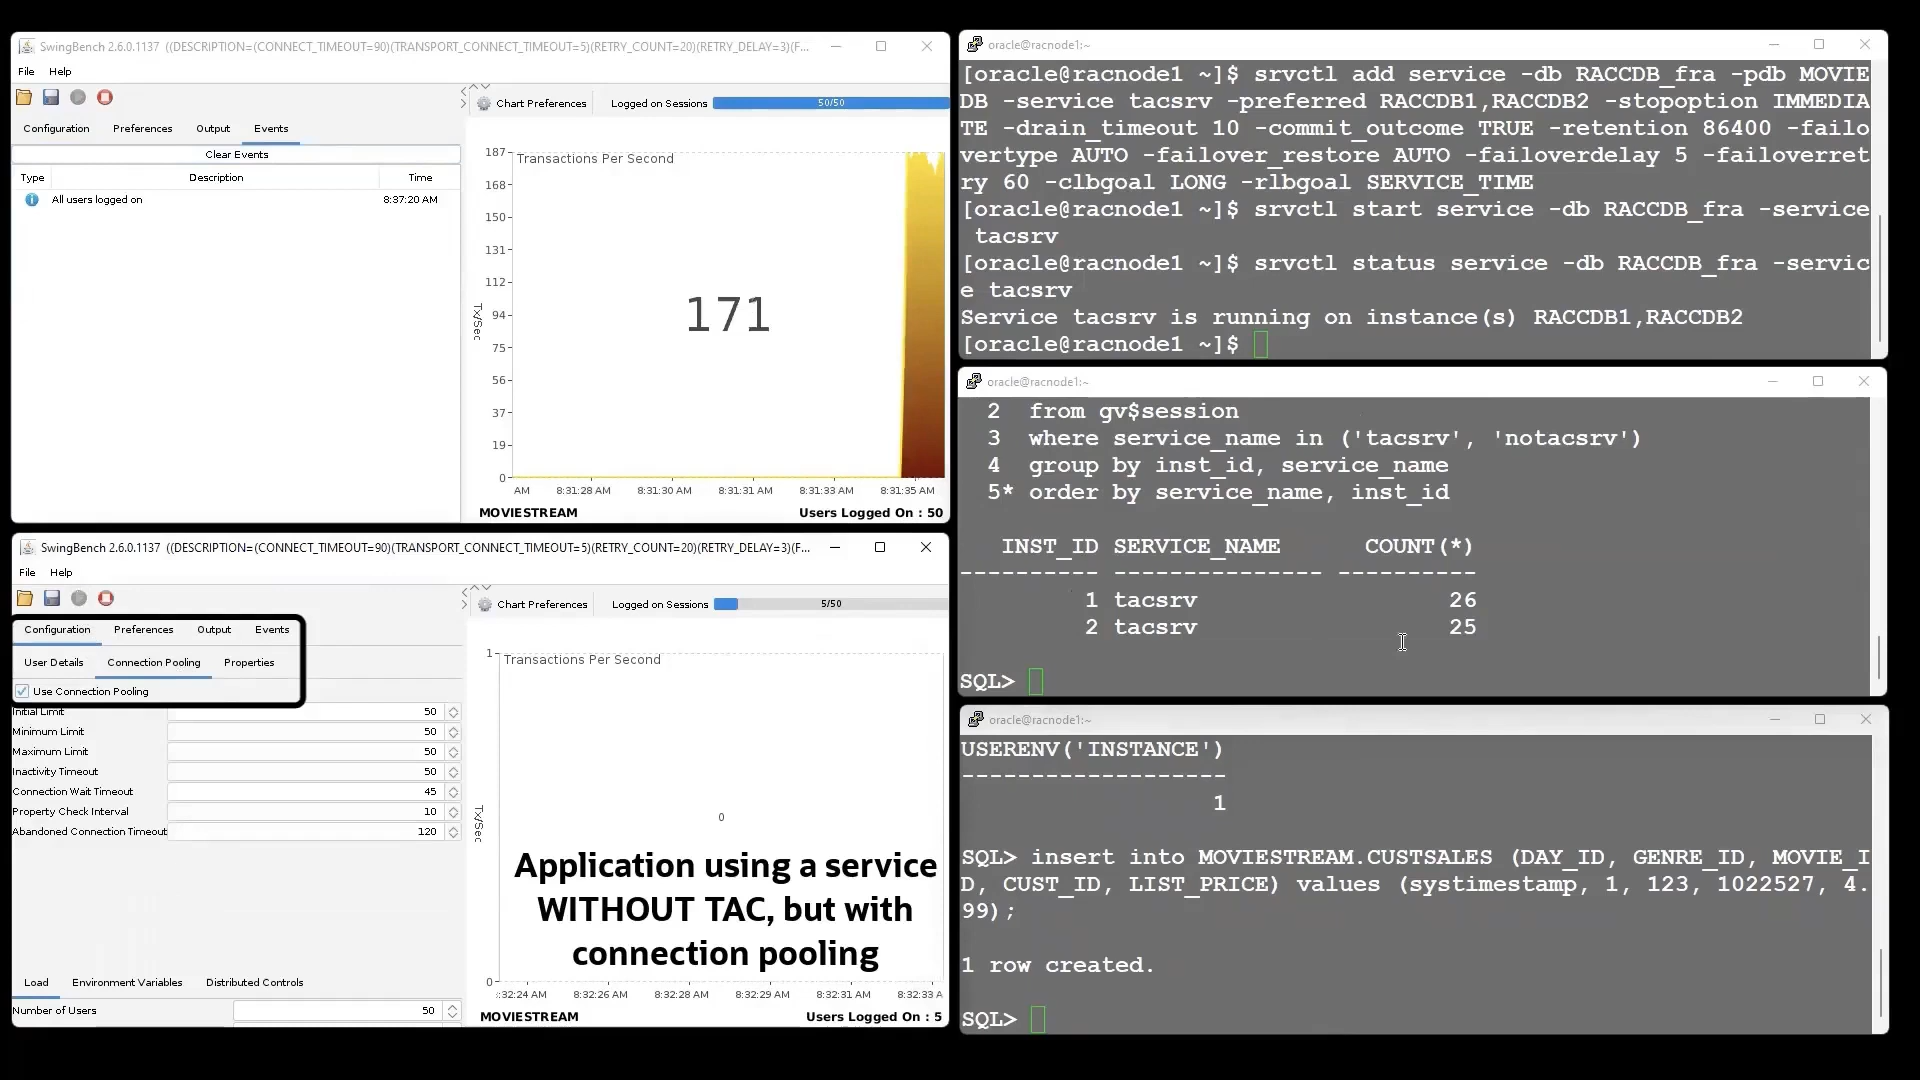 SwingBench 2.6.0.1137 ((DESCRIPTION=(CONNECT_TIMEOUT=90)(TRANSPORT_CONNECT_TIMEOUT=5)(RETRY_COUNT=20)(RETRY_DELAY=3)(F...
File Help
Configuration Preferences Output Events
Clear Events
Type Description Time
All users logged on 8:37:20 AM
Chart Preferences Logged on Sessions 50/50
Transactions Per Second
187
168
150
131
112
94
75
56
37
19
0
Tx/Sec
171
AM 8:31:28 AM 8:31:30 AM 8:31:31 AM 8:31:33 AM 8:31:35 AM
MOVIESTREAM Users Logged On : 50
SwingBench 2.6.0.1137 ((DESCRIPTION=(CONNECT_TIMEOUT=90)(TRANSPORT_CONNECT_TIMEOUT=5)(RETRY_COUNT=20)(RETRY_DELAY=3)(F...
File Help
Configuration Preferences Output Events
User Details Connection Pooling Properties
Use Connection Pooling
Initial Limit 50
Minimum Limit 50
Maximum Limit 50
Inactivity Timeout 50
Connection Wait Timeout 45
Property Check Interval 10
Abandoned Connection Timeout 120
Load Environment Variables Distributed Controls
Number of Users 50
Chart Preferences Logged on Sessions 5/50
1
Transactions Per Second
Tx/Sec
0
Application using a service
WITHOUT TAC, but with
connection pooling
0
:32:24 AM 8:32:26 AM 8:32:28 AM 8:32:29 AM 8:32:31 AM 8:32:33 A
MOVIESTREAM Users Logged On : 5
oracle@racnode1:~
[oracle@racnode1 ~]$ srvctl add service -db RACCDB_fra -pdb MOVIE
DB -service tacsrv -preferred RACCDB1,RACCDB2 -stopoption IMMEDIA
TE -drain_timeout 10 -commit_outcome TRUE -retention 86400 -failo
vertype AUTO -failover_restore AUTO -failoverdelay 5 -failoverret
ry 60 -clbgoal LONG -rlbgoal SERVICE_TIME
[oracle@racnode1 ~]$ srvctl start service -db RACCDB_fra -service
tacsrv
[oracle@racnode1 ~]$ srvctl status service -db RACCDB_fra -servic
e tacsrv
Service tacsrv is running on instance(s) RACCDB1,RACCDB2
[oracle@racnode1 ~]$
oracle@racnode1:~
2 from gv$session
3 where service_name in ('tacsrv', 'notacsrv')
4 group by inst_id, service_name
5* order by service_name, inst_id
INST_ID SERVICE_NAME COUNT(*)
---------- --------------- ----------
1 tacsrv 26
2 tacsrv 25
SQL>
oracle@racnode1:~
USERENV('INSTANCE')
-------------------
1
SQL> insert into MOVIESTREAM.CUSTSALES (DAY_ID, GENRE_ID, MOVIE_I
D, CUST_ID, LIST_PRICE) values (systimestamp, 1, 123, 1022527, 4.
99);
1 row created.
SQL>